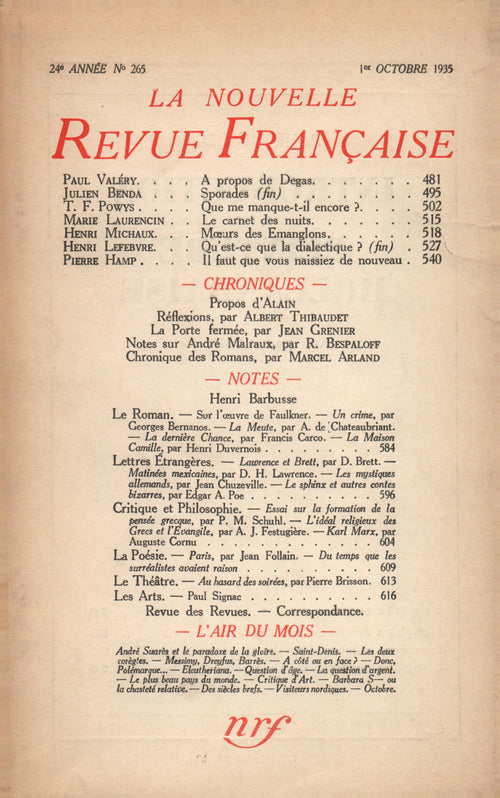 24e ANNÉE No 265 1er OCTOBRE 1935
LA NOUVELLE
REVUE FRANÇAISE
PAUL VALÉRY. . . . A propos de Degas. . . . . . . . 481
JULIEN BENDA . . . Sporades (fin) . . . . . . . . 495
T. F. POWYS . . . . Que me manque-t-il encore ?. . . . 502
MARIE LAURENCIN . . Le carnet des nuits. . . . . . . 515
HENRI MICHAUX. . . Mœurs des Emanglons. . . . . . 518
HENRI LEFEBVRE. . . Qu'est-ce que la dialectique ? (fin) . 527
PIERRE HAMP . . . . Il faut que vous naissiez de nouveau . 540
— CHRONIQUES —
Propos d'ALAIN
Réflexions, par ALBERT THIBAUDET
La Porte fermée, par JEAN GRENIER
Notes sur André Malraux, par R. BESPALOFF
Chronique des Romans, par MARCEL ARLAND
— NOTES —
Henri Barbusse
Le Roman. — Sur l'œuvre de Faulkner. — Un crime, par
Georges Bernanos. — La Meute, par A. de Chateaubriant.
— La dernière Chance, par Francis Carco. — La Maison
Camille, par Henri Duvernois . . . . . . . . . 584
Lettres Étrangères. — Lawrence et Brett, par D. Brett. —
Matinées mexicaines, par D. H. Lawrence. — Les mystiques
allemands, par Jean Chuzeville. — Le sphinx et autres contes
bizarres, par Edgar A. Poe . . . . . . . . . . 596
Critique et Philosophie. — Essai sur la formation de la
pensée grecque, par P. M. Schuhl. — L'idéal religieux des
Grecs et l'Évangile, par A. J. Festugière. — Karl Marx, par
Auguste Cornu . . . . . . . . . . . . 604
La Poésie. — Paris, par Jean Follain. — Du temps que les
surréalistes avaient raison . . . . . . . . . . 609
Le Théâtre. — Au hasard des soirées, par Pierre Brisson. 613
Les Arts. — Paul Signac . . . . . . . . . . 616
Revue des Revues. — Correspondance.
— L'AIR DU MOIS —
André Suarès et le paradoxe de la gloire. — Saint-Denis. — Les deux
corèges. — Messimy, Dreyfus, Barrès. — A côté ou en face ? — Donc,
Polémarque... — Eleutheriana. — Question d'âge. — La question d'argent.
— Le plus beau pays du monde. — Critique d'Art. — Barbara S— ou
la chasteté relative. — Des siècles brefs. — Visiteurs nordiques. — Octobre.
nrf